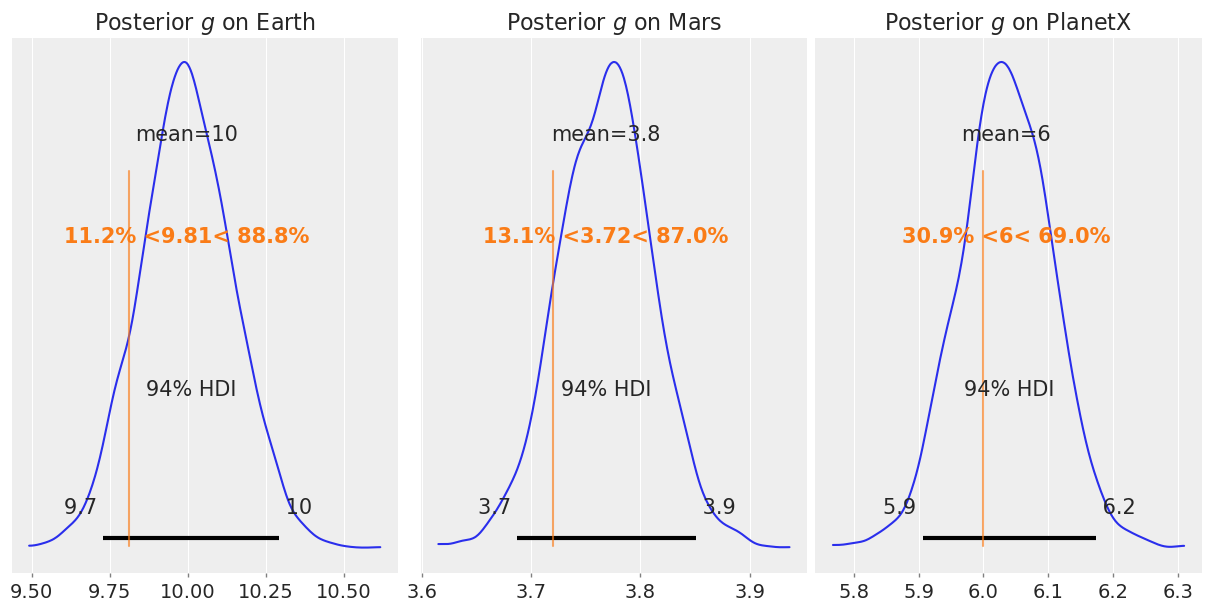 Posterior g on Earth
mean=10
11.2% <9.81< 88.8%
94% HDI
9.7
10
9.50 9.75 10.00 10.25 10.50
Posterior g on Mars
mean=3.8
13.1% <3.72< 87.0%
94% HDI
3.7
3.9
3.6 3.7 3.8 3.9
Posterior g on PlanetX
mean=6
30.9% <6< 69.0%
94% HDI
5.9
6.2
5.8 5.9 6.0 6.1 6.2 6.3